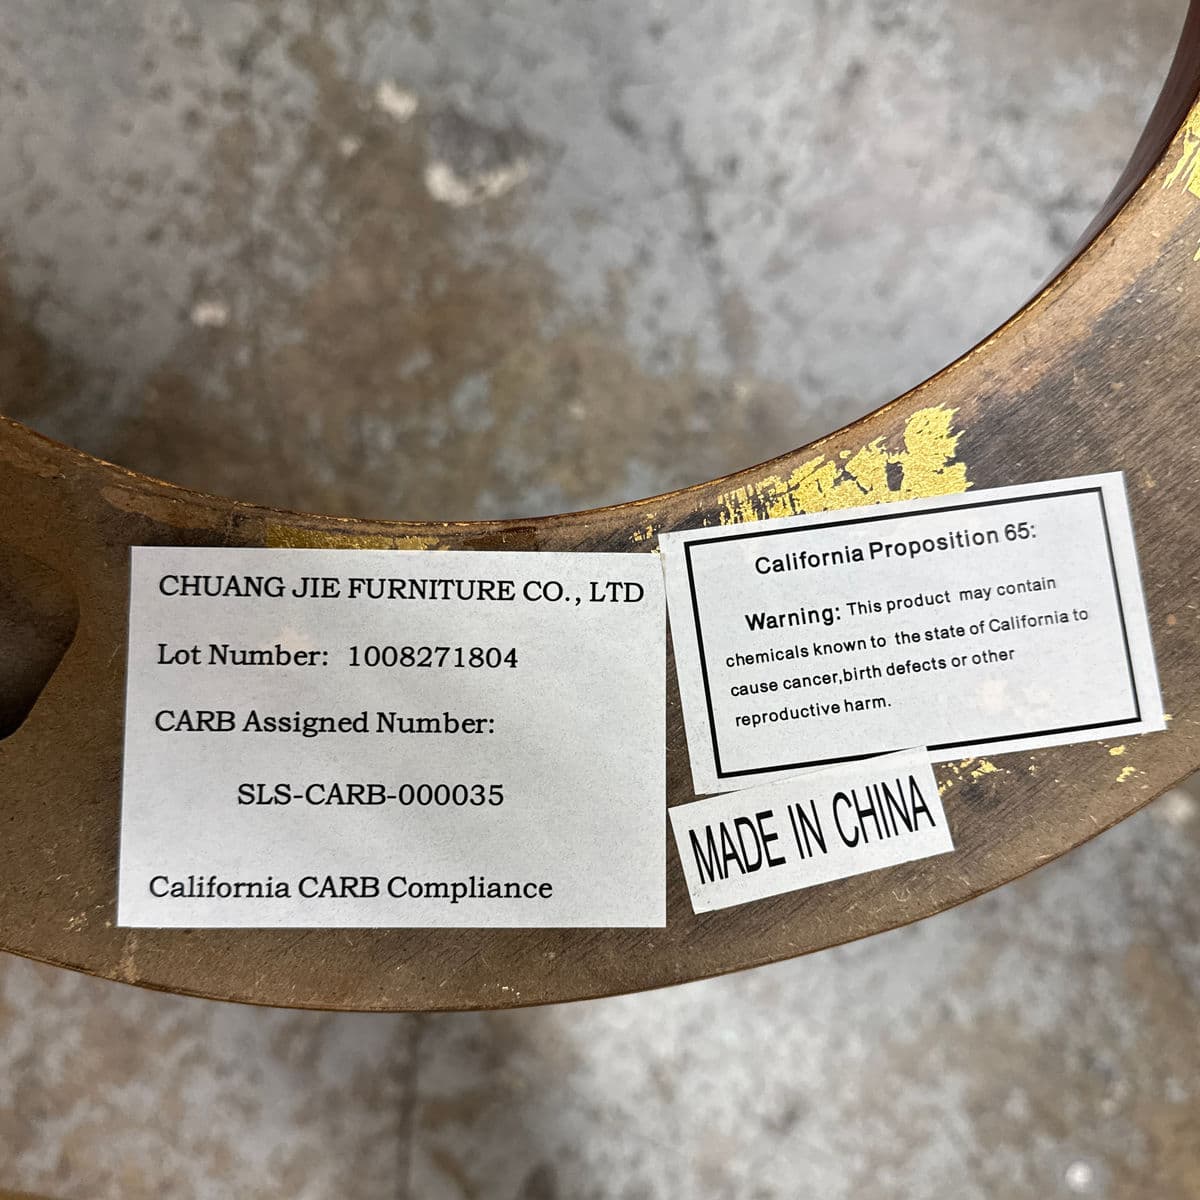 CHUANG JIE FURNITURE CO., LTD
Lot Number: 1008271804
CARB Assigned Number:
SLS-CARB-000035
California CARB Compliance
California Proposition 65:
Warning: This product may contain
chemicals known to the state of California to
cause cancer,birth defects or other
reproductive harm.
MADE IN CHINA